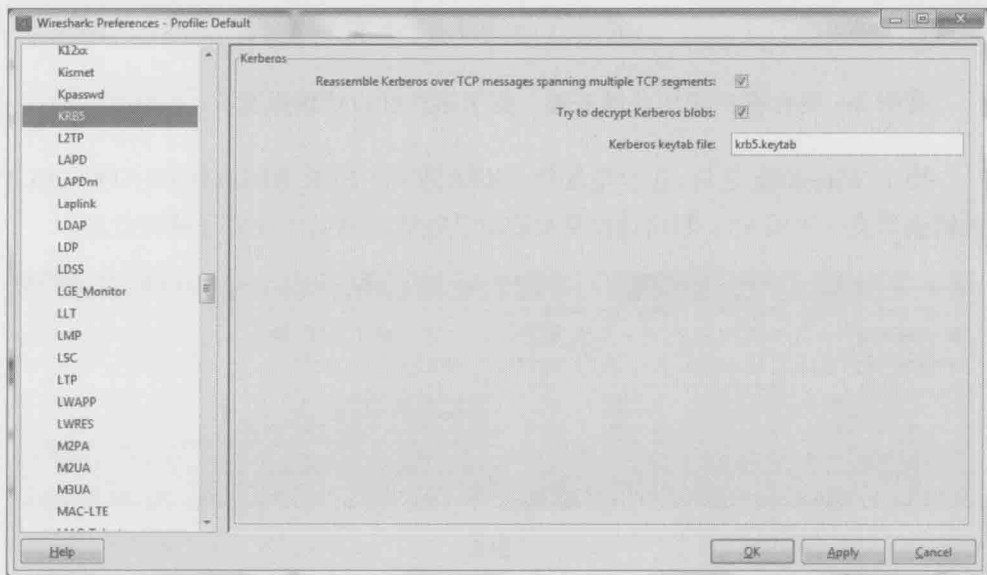 Wireshark: Preferences - Profile: Default
K12xx
Kismet
Kpasswd
KRB5
L2TP
LAPD
LAPDm
Laplink
LDAP
LDP
LDSS
LGE_Monitor
LLT
LMP
LSC
LTP
LWAPP
LWRES
M2PA
M2UA
M3UA
MAC-LTE
Kerberos
Reassemble Kerberos over TCP messages spanning multiple TCP segments:
Try to decrypt Kerberos blobs:
Kerberos keytab file: krb5.keytab
Help
OK
Apply
Cancel